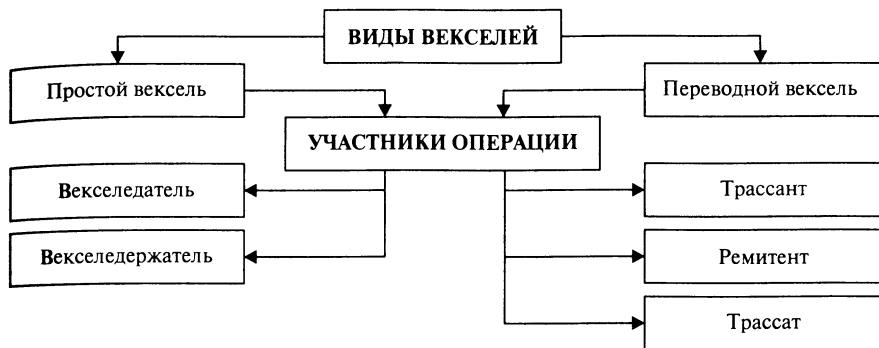 ВИДЫ ВЕКСЕЛЕЙ
Простой вексель
Переводной вексель
УЧАСТНИКИ ОПЕРАЦИИ
Векселедатель
Трассант
Векселедержатель
Ремитент
Трассат